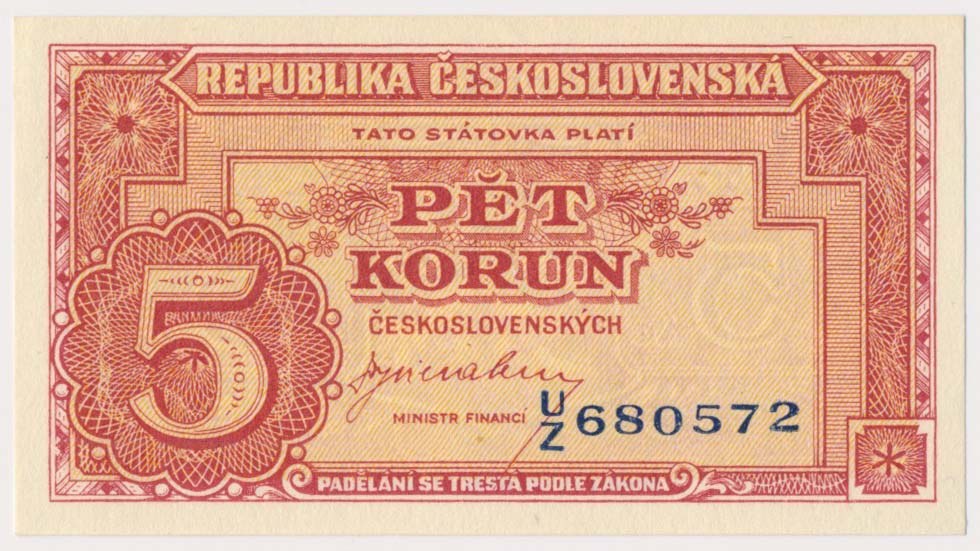 REPUBLIKA ČESKOSLOVENSKÁ
TATO STÁTOVKA PLATÍ
PĚT
KORUN
ČESKOSLOVENSKÝCH
5
MINISTR FINANCÍ
U/Z 680572
PADĚLÁNÍ SE TRESTÁ PODLE ZÁKONA